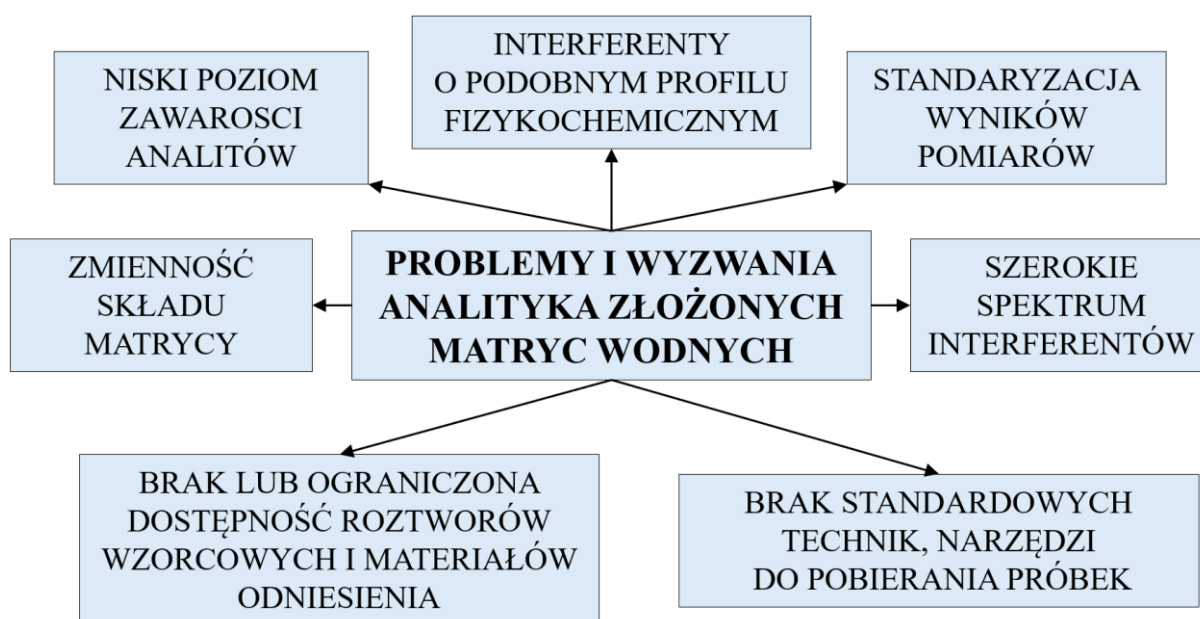 NISKI POZIOM
ZAWAROSCI
ANALITÓW
INTERFERENTY
O PODOBNYM PROFILU
FIZYKOCHEMICZNYM
STANDARYZACJA
WYNIKÓW
POMIARÓW
ZMIENNOŚĆ
SKŁADU
MATRYCY
PROBLEMY I WYZWANIA
ANALITYKA ZŁOŻONYCH
MATRYC WODNYCH
SZEROKIE
SPEKTRUM
INTERFERENTÓW
BRAK LUB OGRANICZONA
DOSTĘPNOŚĆ ROZTWORÓW
WZORCOWYCH I MATERIAŁÓW
ODNIESIENIA
BRAK STANDARDOWYCH
TECHNIK, NARZĘDZI
DO POBIERANIA PRÓBEK